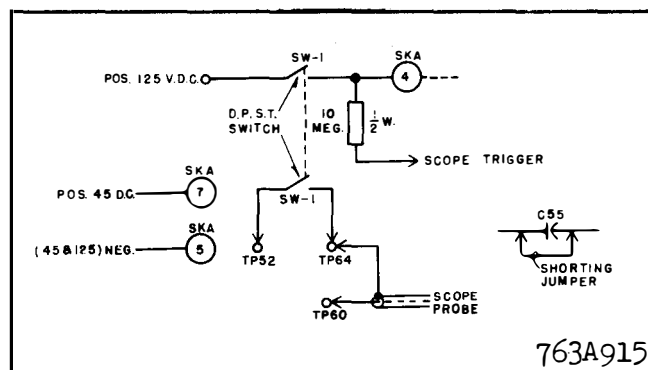 SW-1
SKA
POS. 125 V.D.C.
4
D.P.S.T.
SWITCH
10
MEG.
1/2 W.
SCOPE TRIGGER
SKA
POS. 45 D.C.
7
SW-1
SKA
(45&125) NEG.
5
C55
TP52
TP64
SHORTING
JUMPER
SCOPE
PROBE
TP60
763A915